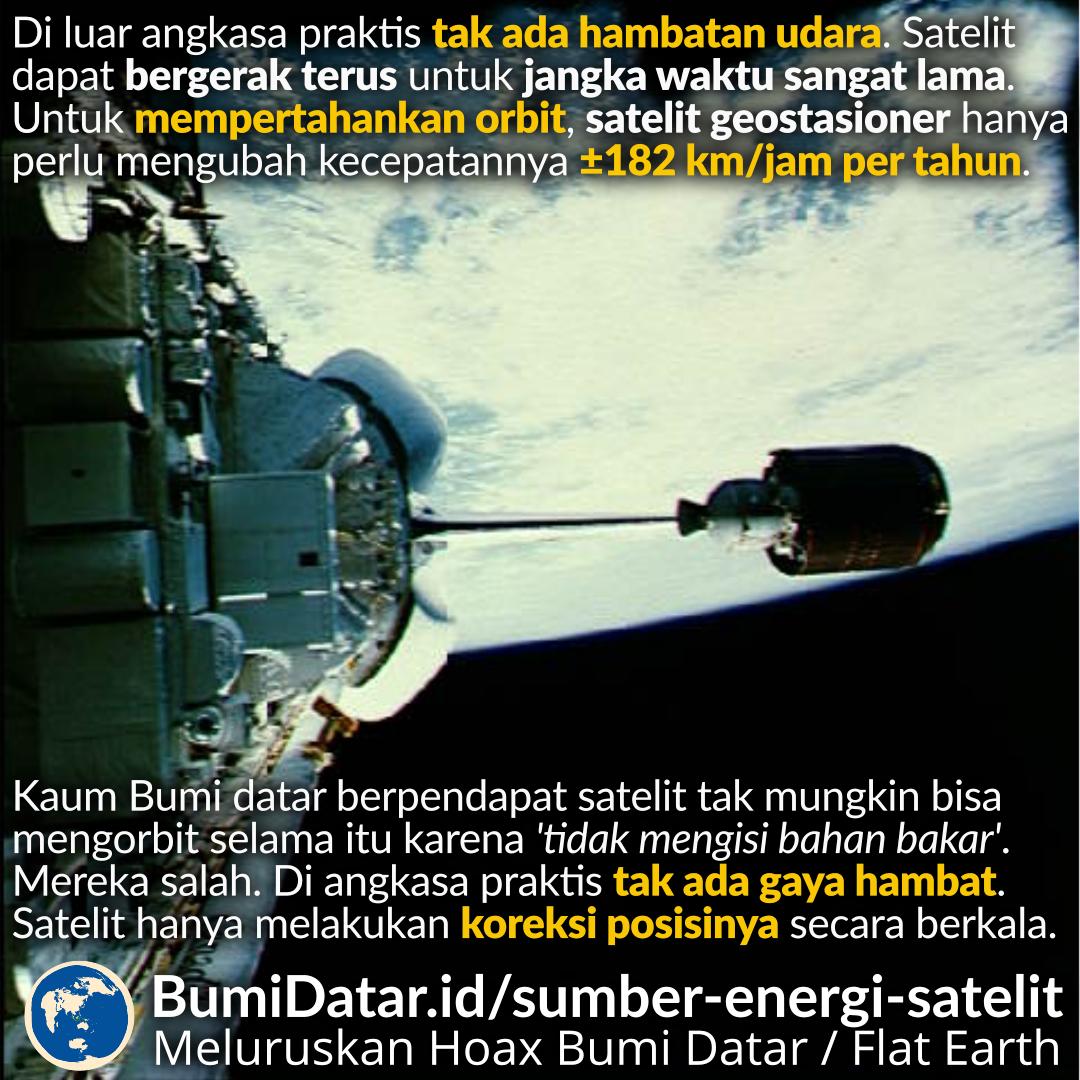 Di luar angkasa praktis tak ada hambatan udara. Satelit
dapat bergerak terus untuk jangka waktu sangat lama.
Untuk mempertahankan orbit, satelit geostasioner hanya
perlu mengubah kecepatannya ±182 km/jam per tahun.
Kaum Bumi datar berpendapat satelit tak mungkin bisa
mengorbit selama itu karena 'tidak mengisi bahan bakar'.
Mereka salah. Di angkasa praktis tak ada gaya hambat.
Satelit hanya melakukan koreksi posisinya secara berkala.
BumiDatar.id/sumber-energi-satelit
Meluruskan Hoax Bumi Datar / Flat Earth